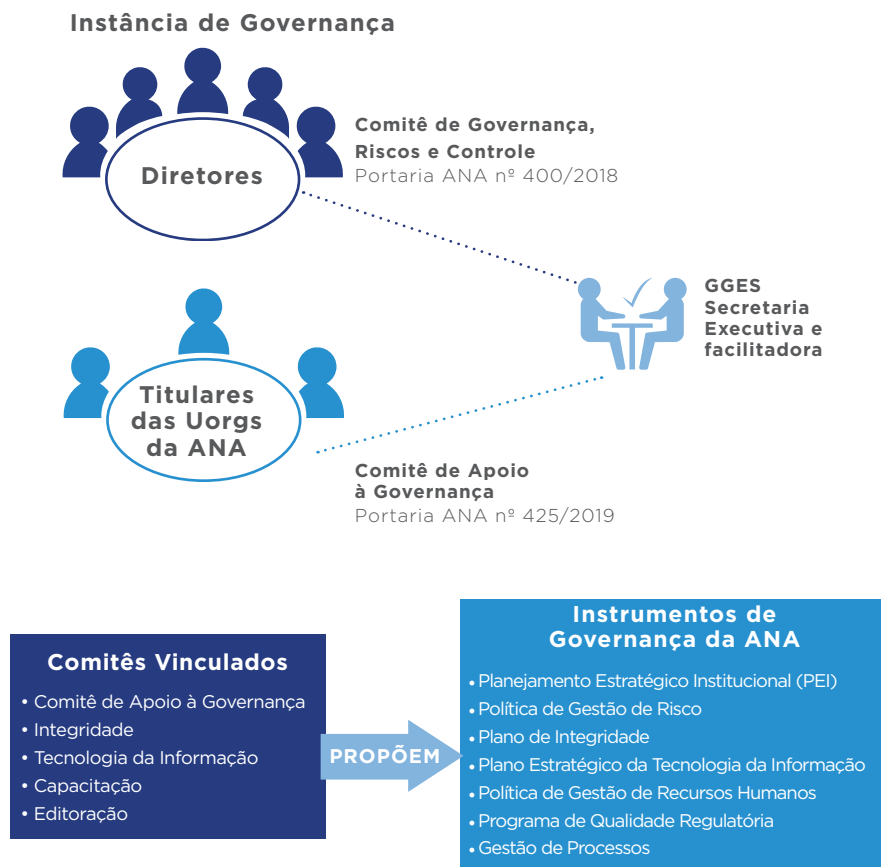 Instância de Governança
Diretores
Comitê de Governança,
Riscos e Controle
Portaria ANA nº 400/2018
GGES
Secretaria
Executiva e
facilitadora
Titulares
das Uorgs
da ANA
Comitê de Apoio
à Governança
Portaria ANA nº 425/2019
Comitês Vinculados
• Comitê de Apoio à Governança
• Integridade
• Tecnologia da Informação
• Capacitação
• Editoração
PROPÕEM
Instrumentos de
Governança da ANA
• Planejamento Estratégico Institucional (PEI)
• Política de Gestão de Risco
• Plano de Integridade
• Plano Estratégico da Tecnologia da Informação
• Política de Gestão de Recursos Humanos
• Programa de Qualidade Regulatória
• Gestão de Processos